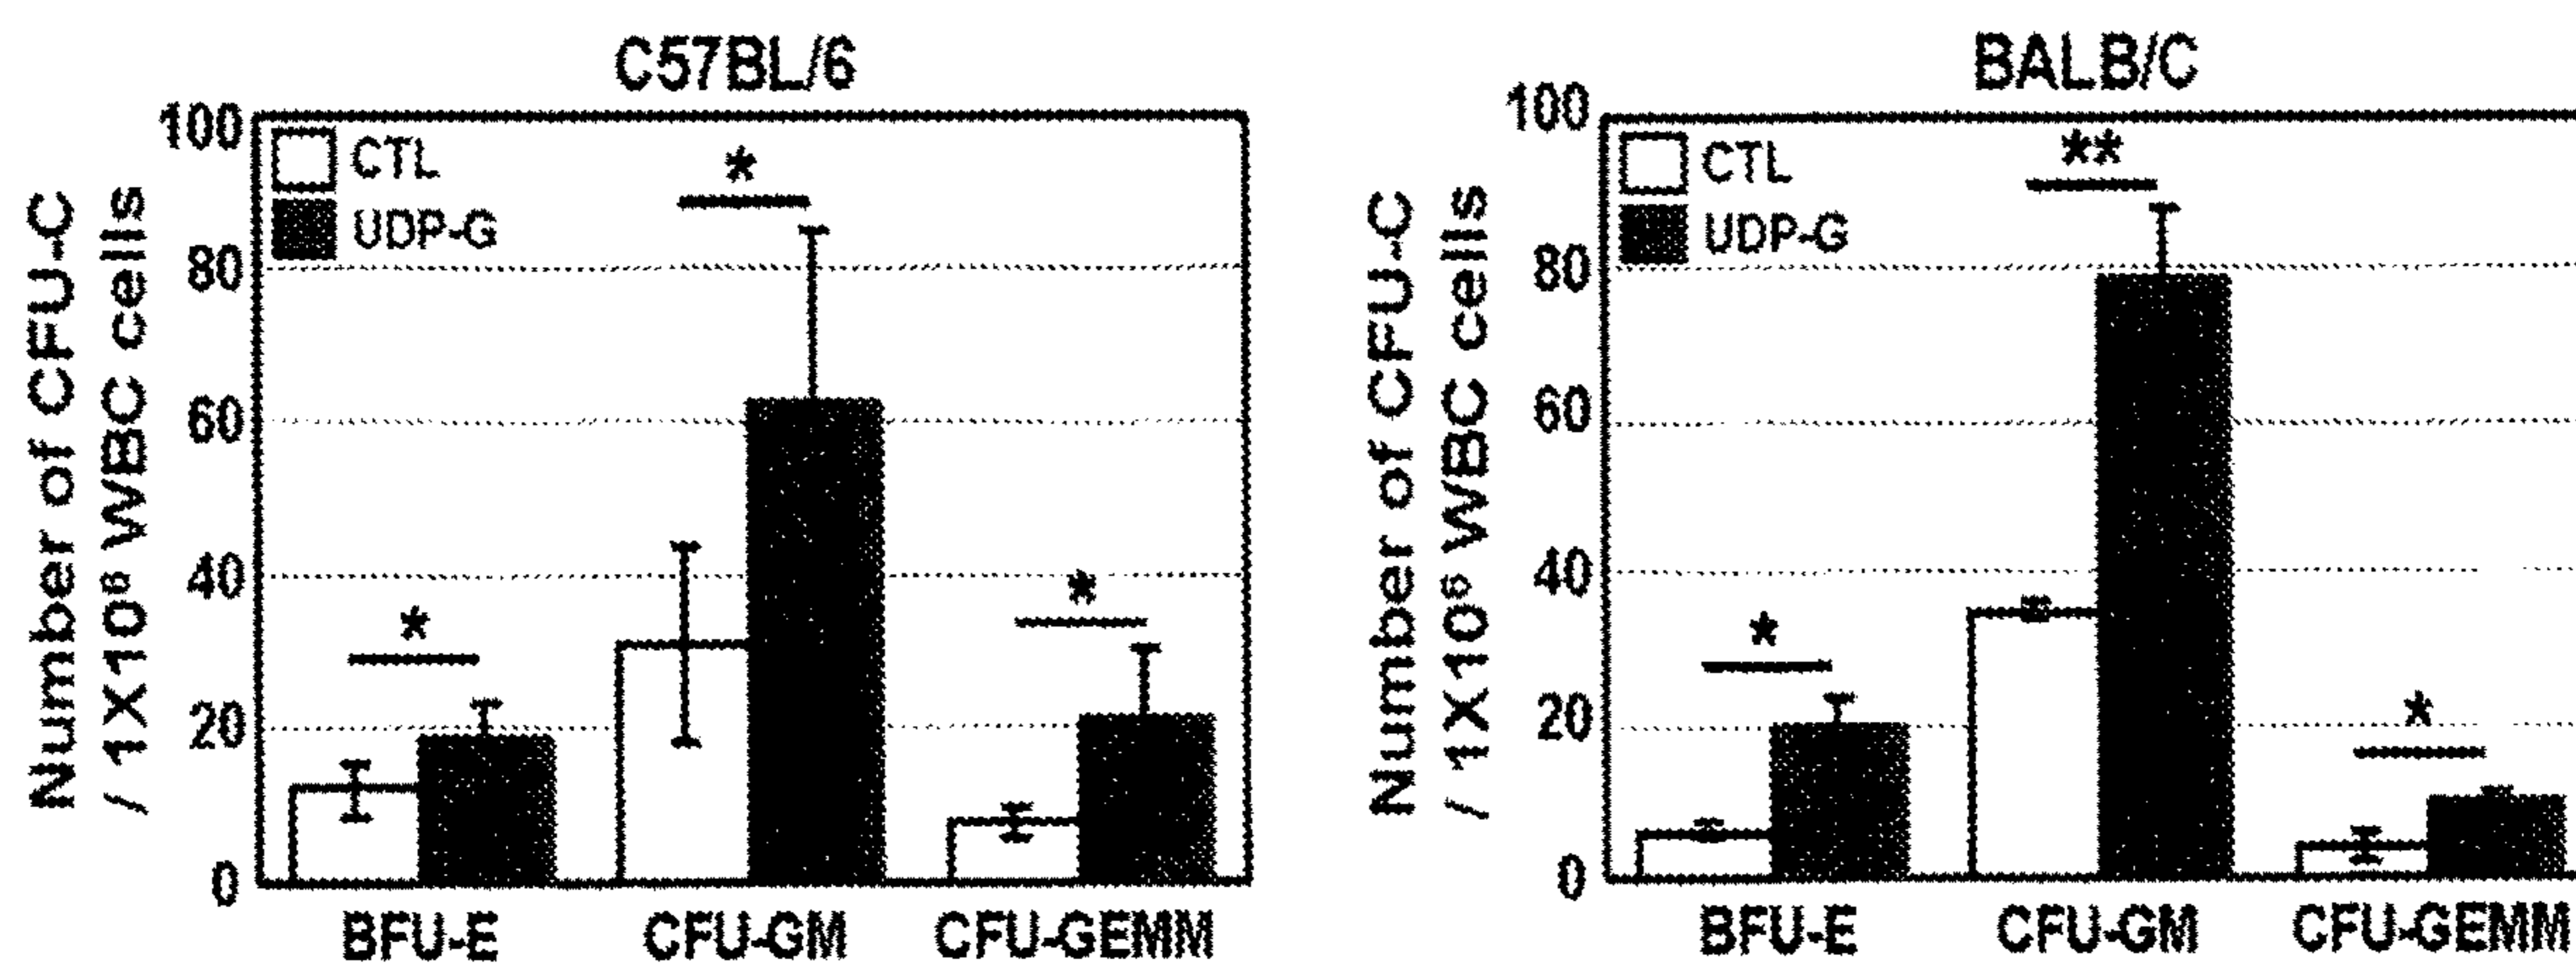 C57BL/6
Number of CFU-C
/ 1X10⁶ WBC cells
100
80
60
40
20
0
CTL
UDP-G
*
*
*
BFU-E
CFU-GM
CFU-GEMM
BALB/C
Number of CFU-C
/ 1X10⁶ WBC cells
100
80
60
40
20
0
CTL
UDP-G
*
**
*
BFU-E
CFU-GM
CFU-GEMM